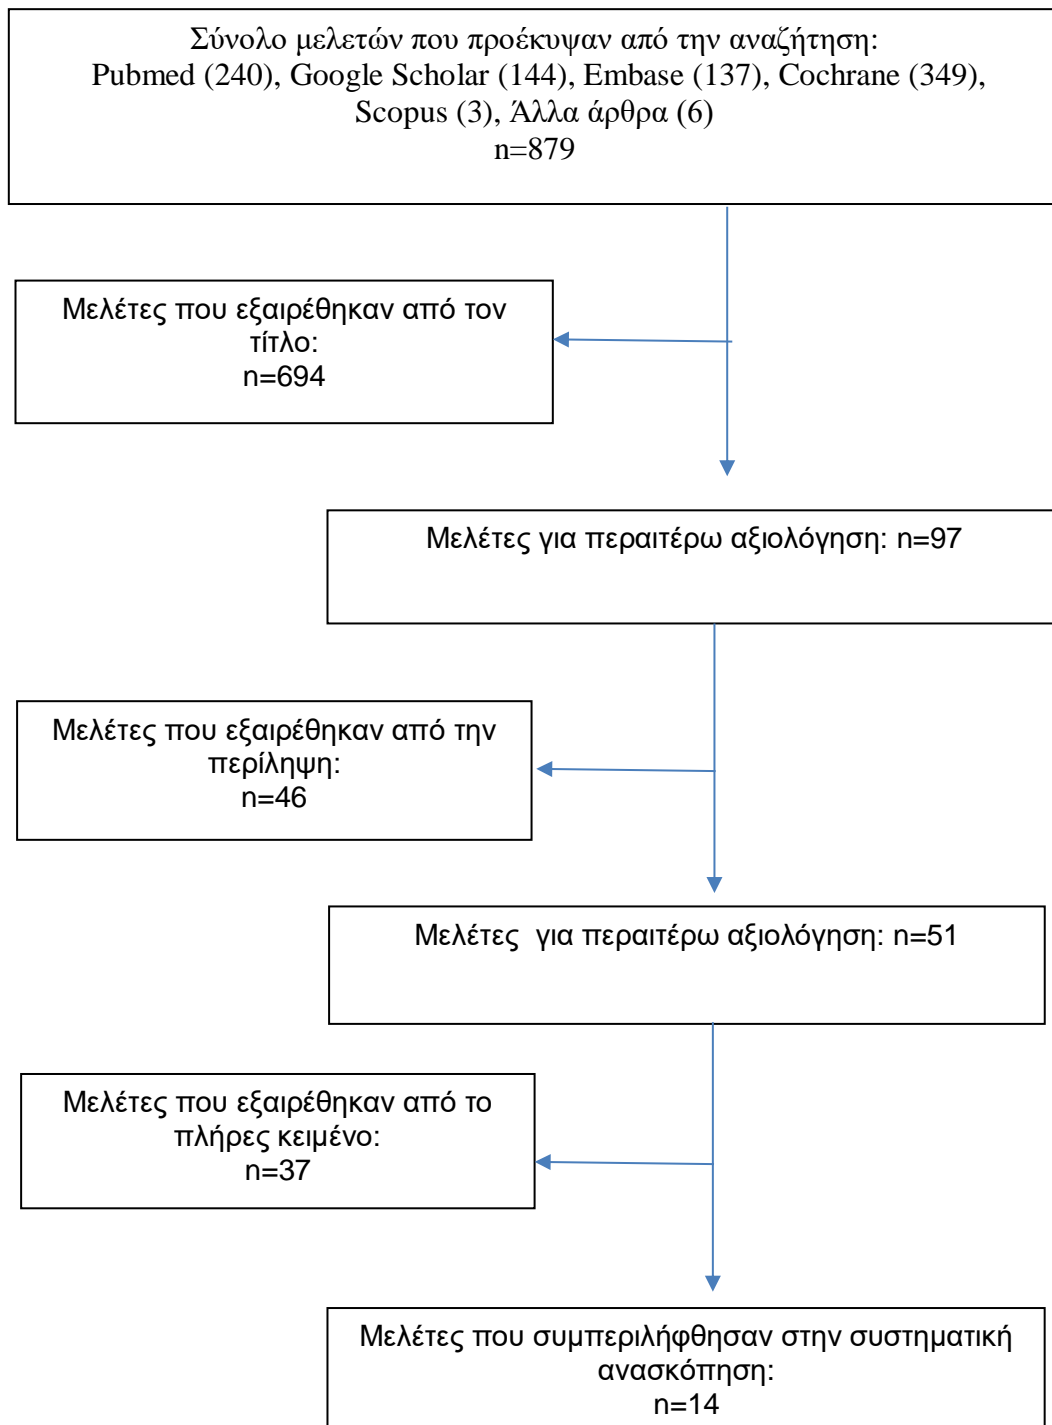 Σύνολο μελετών που προέκυψαν από την αναζήτηση:
Pubmed (240), Google Scholar (144), Embase (137), Cochrane (349),
Scopus (3), Άλλα άρθρα (6)
n=879
Μελέτες που εξαιρέθηκαν από τον
τίτλο:
n=694
Μελέτες για περαιτέρω αξιολόγηση: n=97
Μελέτες που εξαιρέθηκαν από την
περίληψη:
n=46
Μελέτες  για περαιτέρω αξιολόγηση: n=51
Μελέτες που εξαιρέθηκαν από το
πλήρες κειμένο:
n=37
Μελέτες που συμπεριλήφθησαν στην συστηματική
ανασκόπηση:
n=14